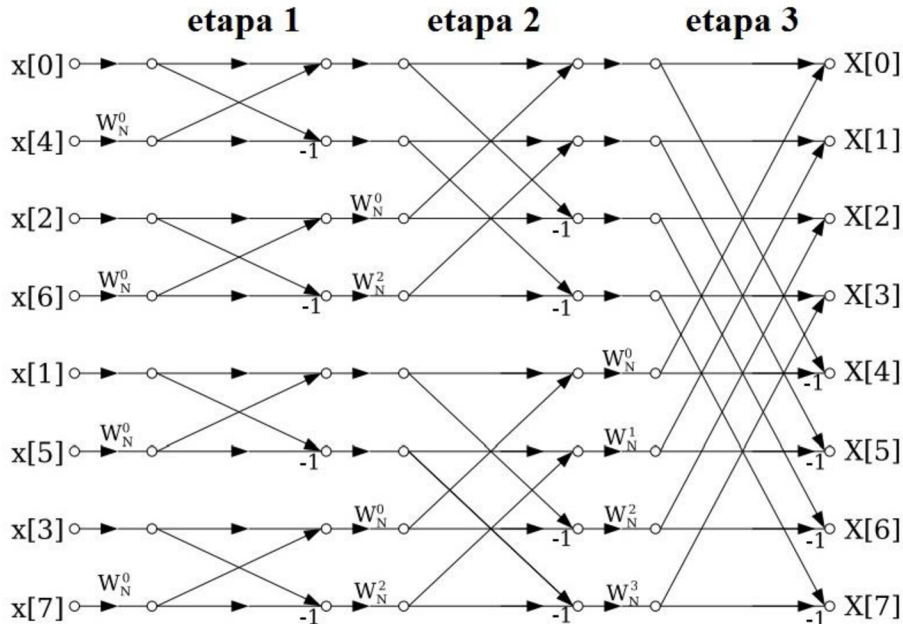 etapa 1 etapa 2 etapa 3
x[0] X[0]
W_N^0
x[4] -1 X[1]
W_N^0
x[2] -1 X[2]
W_N^0 W_N^2
x[6] -1 -1 X[3]
W_N^0
x[1] -1 X[4]
W_N^0 W_N^1
x[5] -1 -1 X[5]
W_N^0 W_N^2
x[3] -1 -1 X[6]
W_N^0 W_N^2 W_N^3
x[7] -1 -1 -1 X[7]